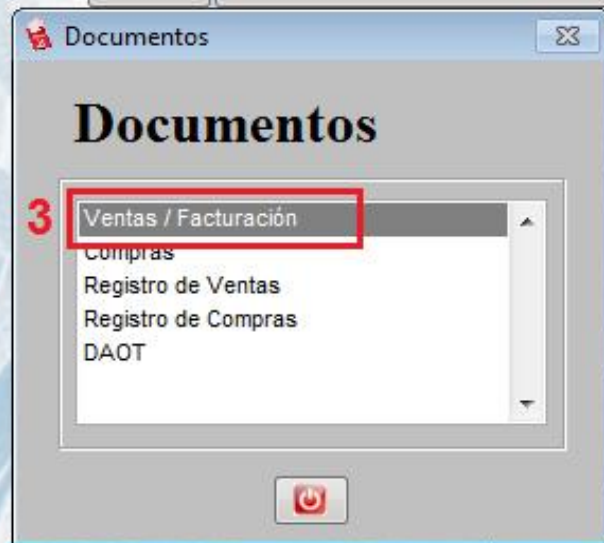 Documentos
Documentos
3
Ventas / Facturación
Compras
Registro de Ventas
Registro de Compras
DAOT